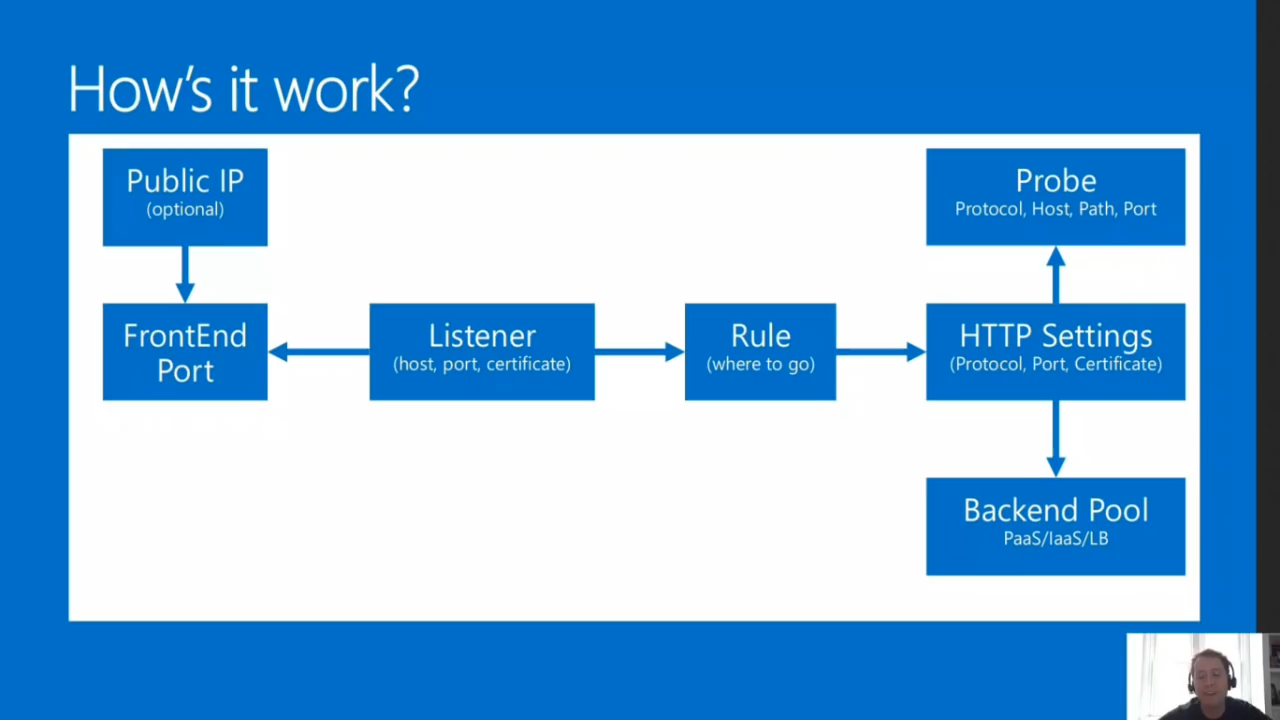 How's it work?
Public IP
(optional)
FrontEnd
Port
Listener
(host, port, certificate)
Rule
(where to go)
Probe
Protocol, Host, Path, Port
HTTP Settings
(Protocol, Port, Certificate)
Backend Pool
PaaS/IaaS/LB